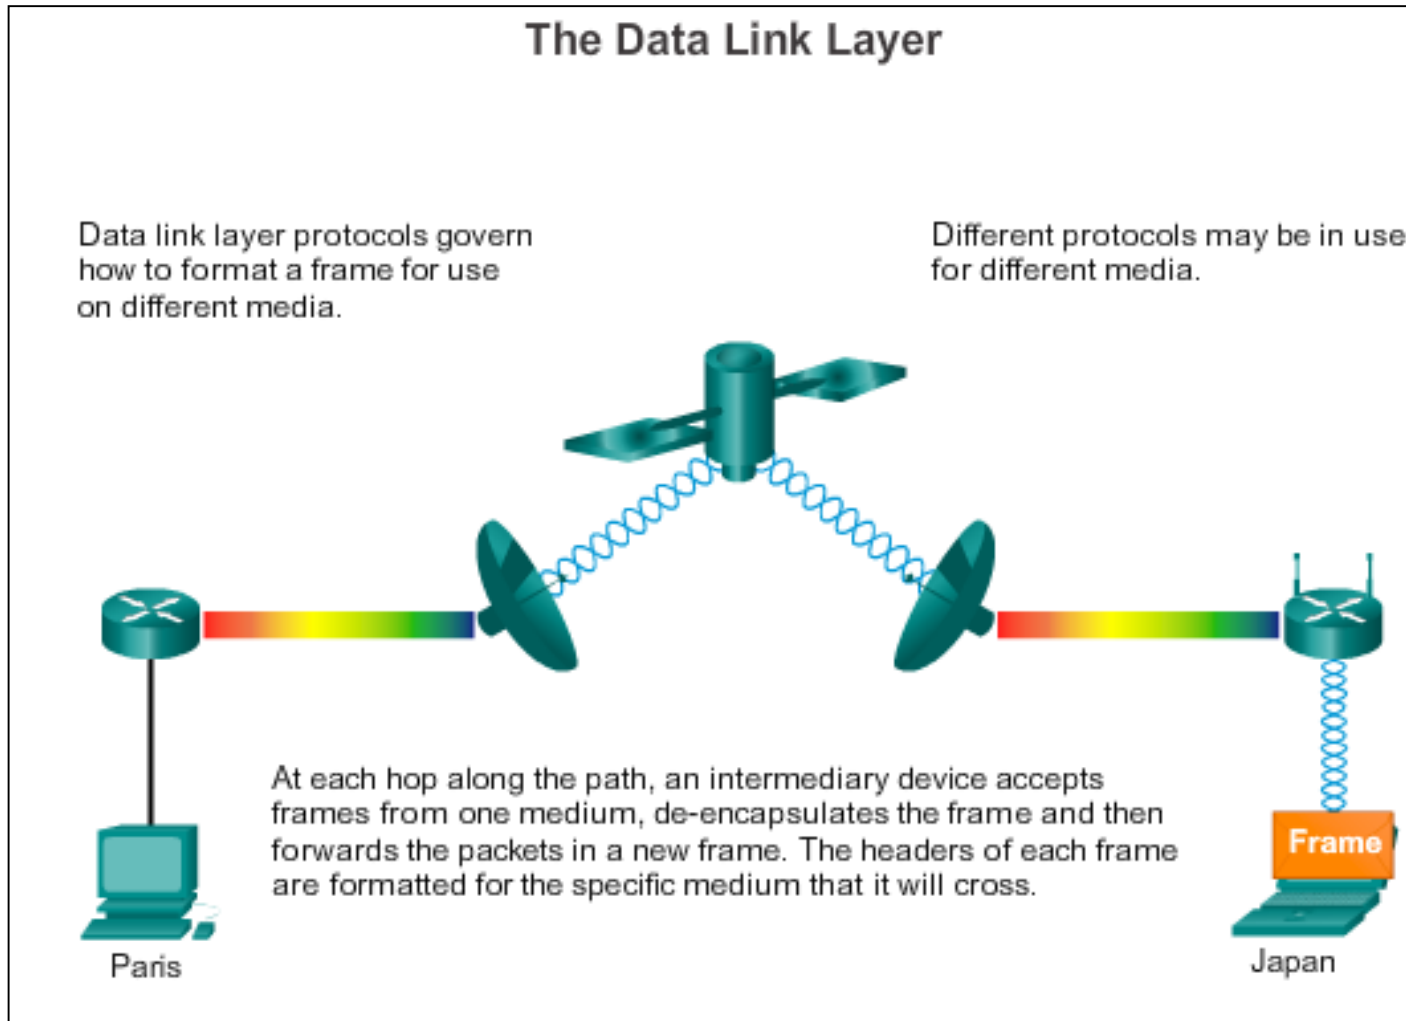 The Data Link Layer
Data link layer protocols govern
how to format a frame for use
on different media.
Different protocols may be in use
for different media.
At each hop along the path, an intermediary device accepts
frames from one medium, de-encapsulates the frame and then
forwards the packets in a new frame. The headers of each frame
are formatted for the specific medium that it will cross.
Frame
Paris
Japan